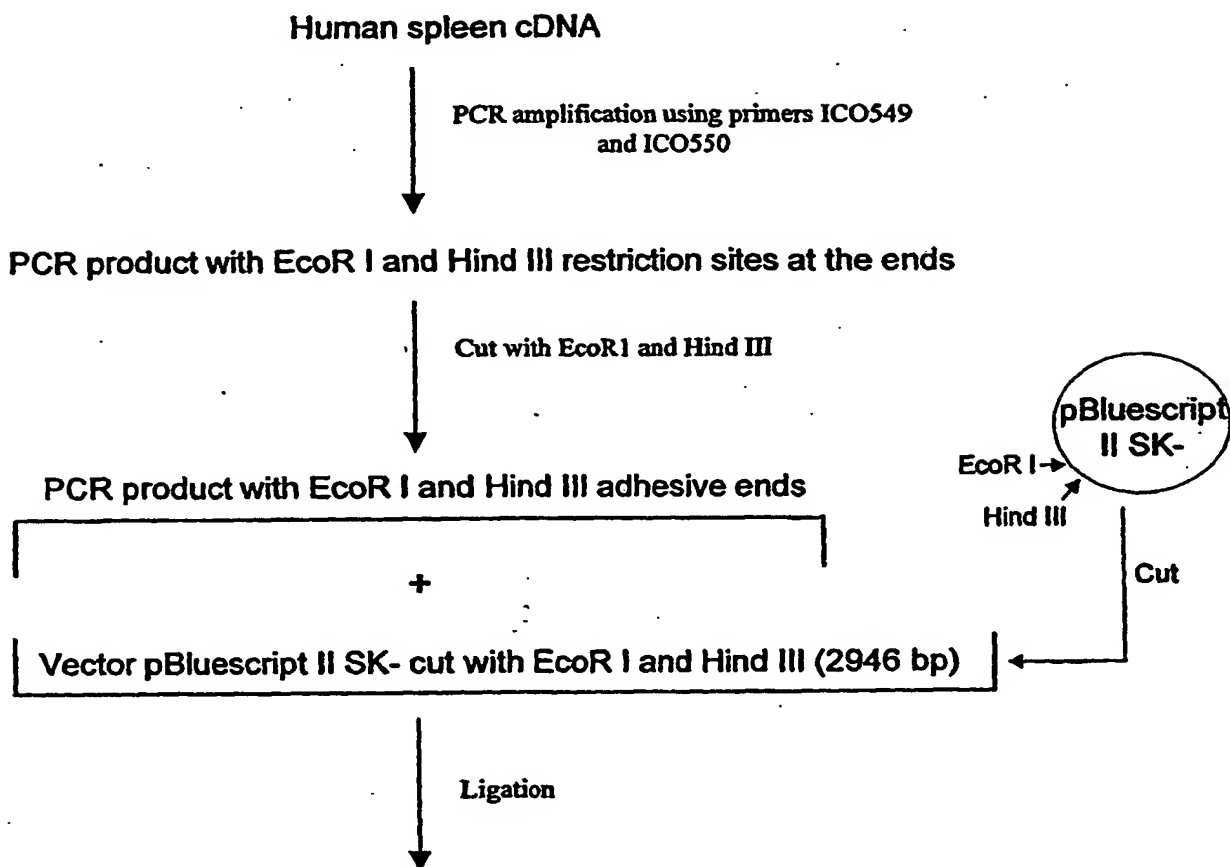 Human spleen cDNA
PCR amplification using primers ICO549
and ICO550
PCR product with EcoR I and Hind III restriction sites at the ends
Cut with EcoR1 and Hind III
pBluescript
II SK-
EcoR I
Hind III
PCR product with EcoR I and Hind III adhesive ends
Cut
+
Vector pBluescript II SK- cut with EcoR I and Hind III (2946 bp)
Ligation